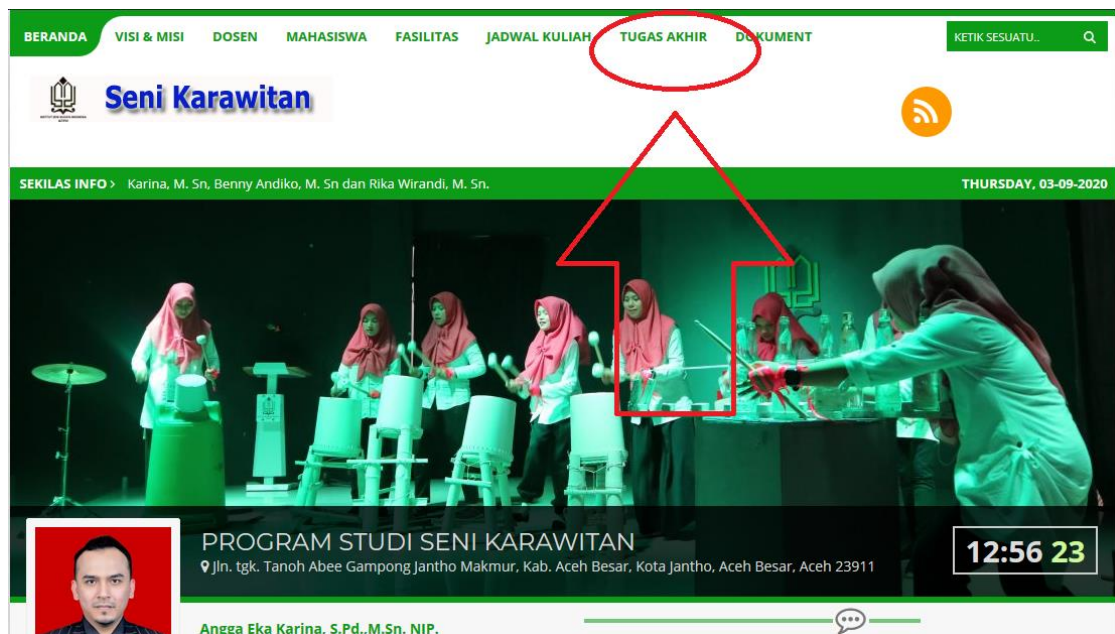 BERANDA VISI & MISI DOSEN MAHASISWA FASILITAS JADWAL KULIAH TUGAS AKHIR DOKUMENT KETIK SESUATU..
Seni Karawitan
SEKILAS INFO > Karina, M. Sn, Benny Andiko, M. Sn dan Rika Wirandi, M. Sn. THURSDAY, 03-09-2020
PROGRAM STUDI SENI KARAWITAN
Jln. tgk. Tanoh Abee Gampong Jantho Makmur, Kab. Aceh Besar, Kota Jantho, Aceh Besar, Aceh 23911
12:56 23
Angga Eka Karina, S.Pd.,M.Sn. NIP.